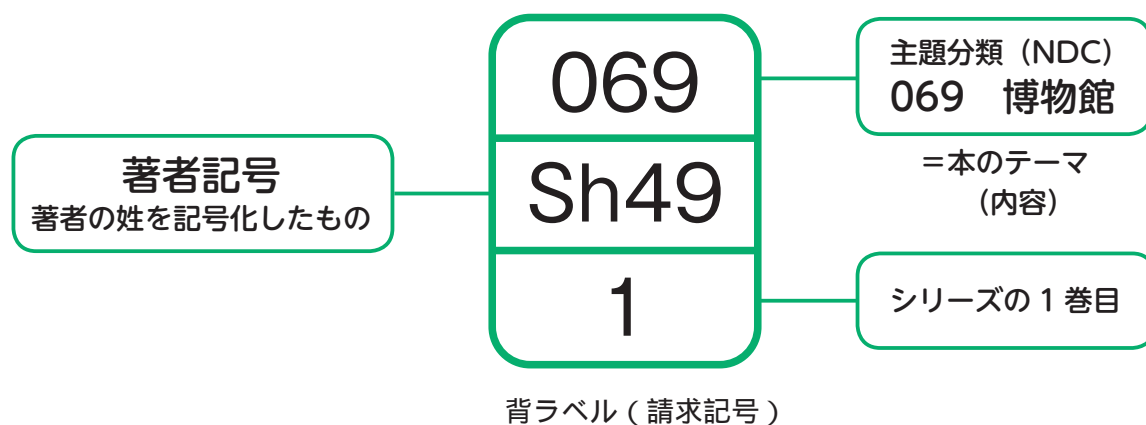 069
主題分類（NDC）
069　博物館
＝本のテーマ
（内容）
著者記号
著者の姓を記号化したもの
Sh49
1
シリーズの 1 巻目
背ラベル ( 請求記号 )